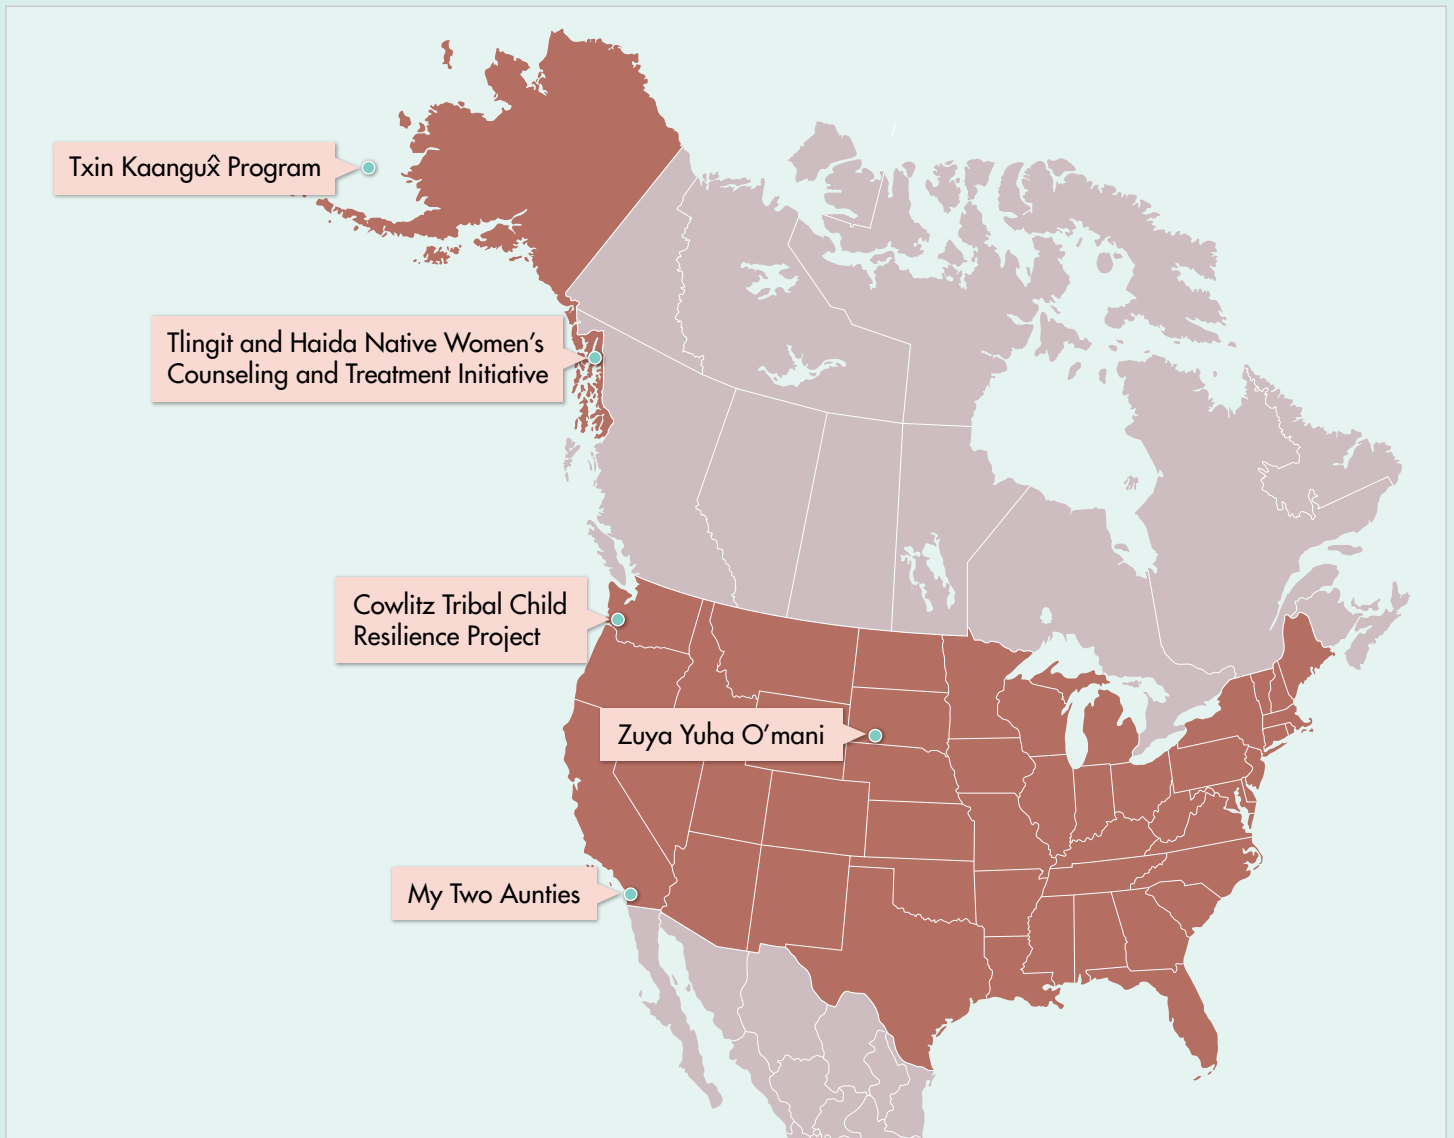 Txin Kaangux̂ Program
Tlingit and Haida Native Women’s
Counseling and Treatment Initiative
Cowlitz Tribal Child
Resilience Project
Zuya Yuha O’mani
My Two Aunties